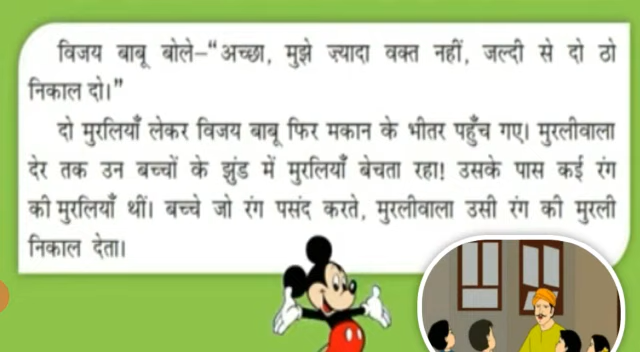 विजय बाबू बोले–“अच्छा, मुझे ज्यादा वक्त नहीं, जल्दी से दो ठो
निकाल दो।”
दो मुरलियाँ लेकर विजय बाबू फिर मकान के भीतर पहुँच गए। मुरलीवाला
देर तक उन बच्चों के झुंड में मुरलियाँ बेचता रहा! उसके पास कई रंग
की मुरलियाँ थीं। बच्चे जो रंग पसंद करते, मुरलीवाला उसी रंग की मुरली
निकाल देता।